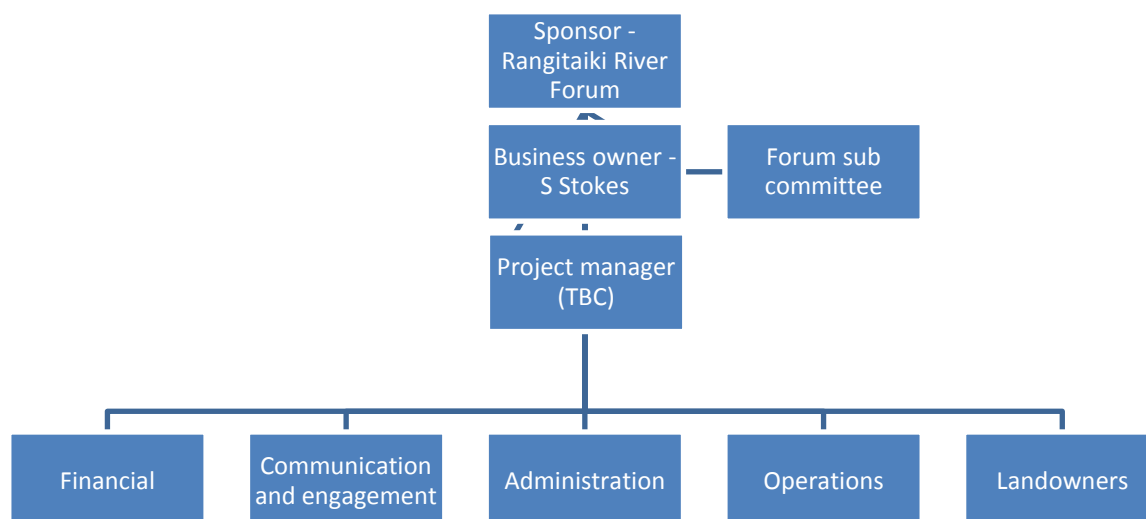 Sponsor -
Rangitaiki River
Forum
Business owner -
S Stokes
Forum sub
committee
Project manager
(TBC)
Financial
Communication
and engagement
Administration
Operations
Landowners